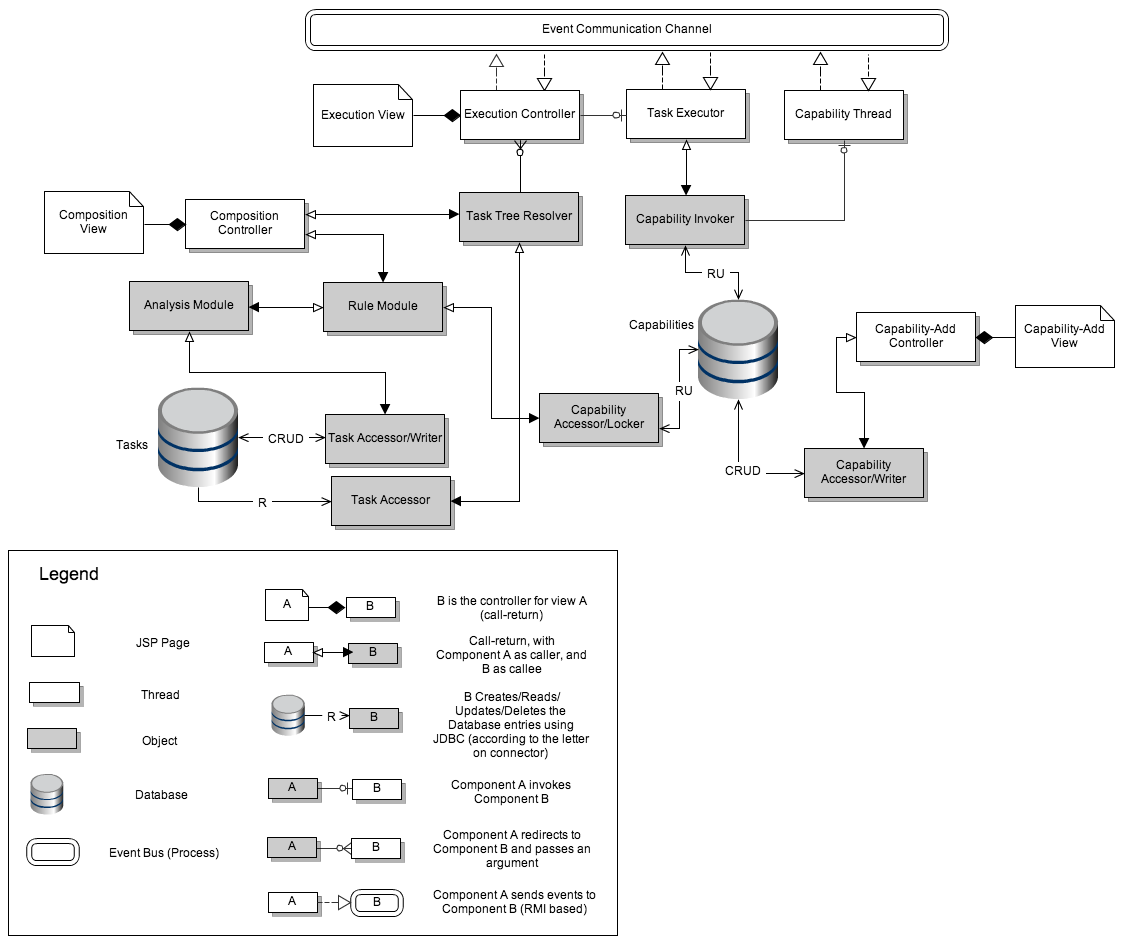 Event Communication Channel
Execution View
Execution Controller
Task Executor
Capability Thread
Composition
View
Composition
Controller
Task Tree Resolver
Capability Invoker
RU
Analysis Module
Rule Module
Capabilities
Capability-Add
Controller
Capability-Add
View
RU
Capability
Accessor/Locker
Tasks
CRUD
Task Accessor/Writer
CRUD
Capability
Accessor/Writer
R
Task Accessor
Legend
JSP Page
Thread
Object
Database
Event Bus (Process)
A
B
B is the controller for view A
(call-return)
A
B
Call-return, with
Component A as caller, and
B as callee
R
B
B Creates/Reads/
Updates/Deletes the
Database entries using
JDBC (according to the letter
on connector)
A
B
Component A invokes
Component B
A
B
Component A redirects to
Component B and passes an
argument
A
B
Component A sends events to
Component B (RMI based)